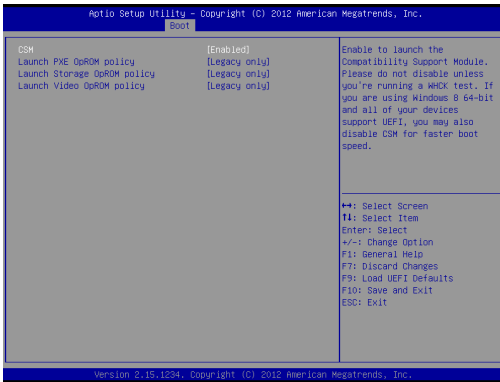 Aptio Setup Utility – Copyright (C) 2012 American Megatrends, Inc.
Boot
CSM [Enabled]
Launch PXE OpROM policy [Legacy only]
Launch Storage OpROM policy [Legacy only]
Launch Video OpROM policy [Legacy only]
Enable to launch the
Compatibility Support Module.
Please do not disable unless
you're running a WHCK test. If
you are using Windows 8 64-bit
and all of your devices
support UEFI, you may also
disable CSM for faster boot
speed.
↔: Select Screen
↑↓: Select Item
Enter: Select
+/-: Change Option
F1: General Help
F7: Discard Changes
F9: Load UEFI Defaults
F10: Save and Exit
ESC: Exit
Version 2.15.1234. Copyright (C) 2012 American Megatrends, Inc.